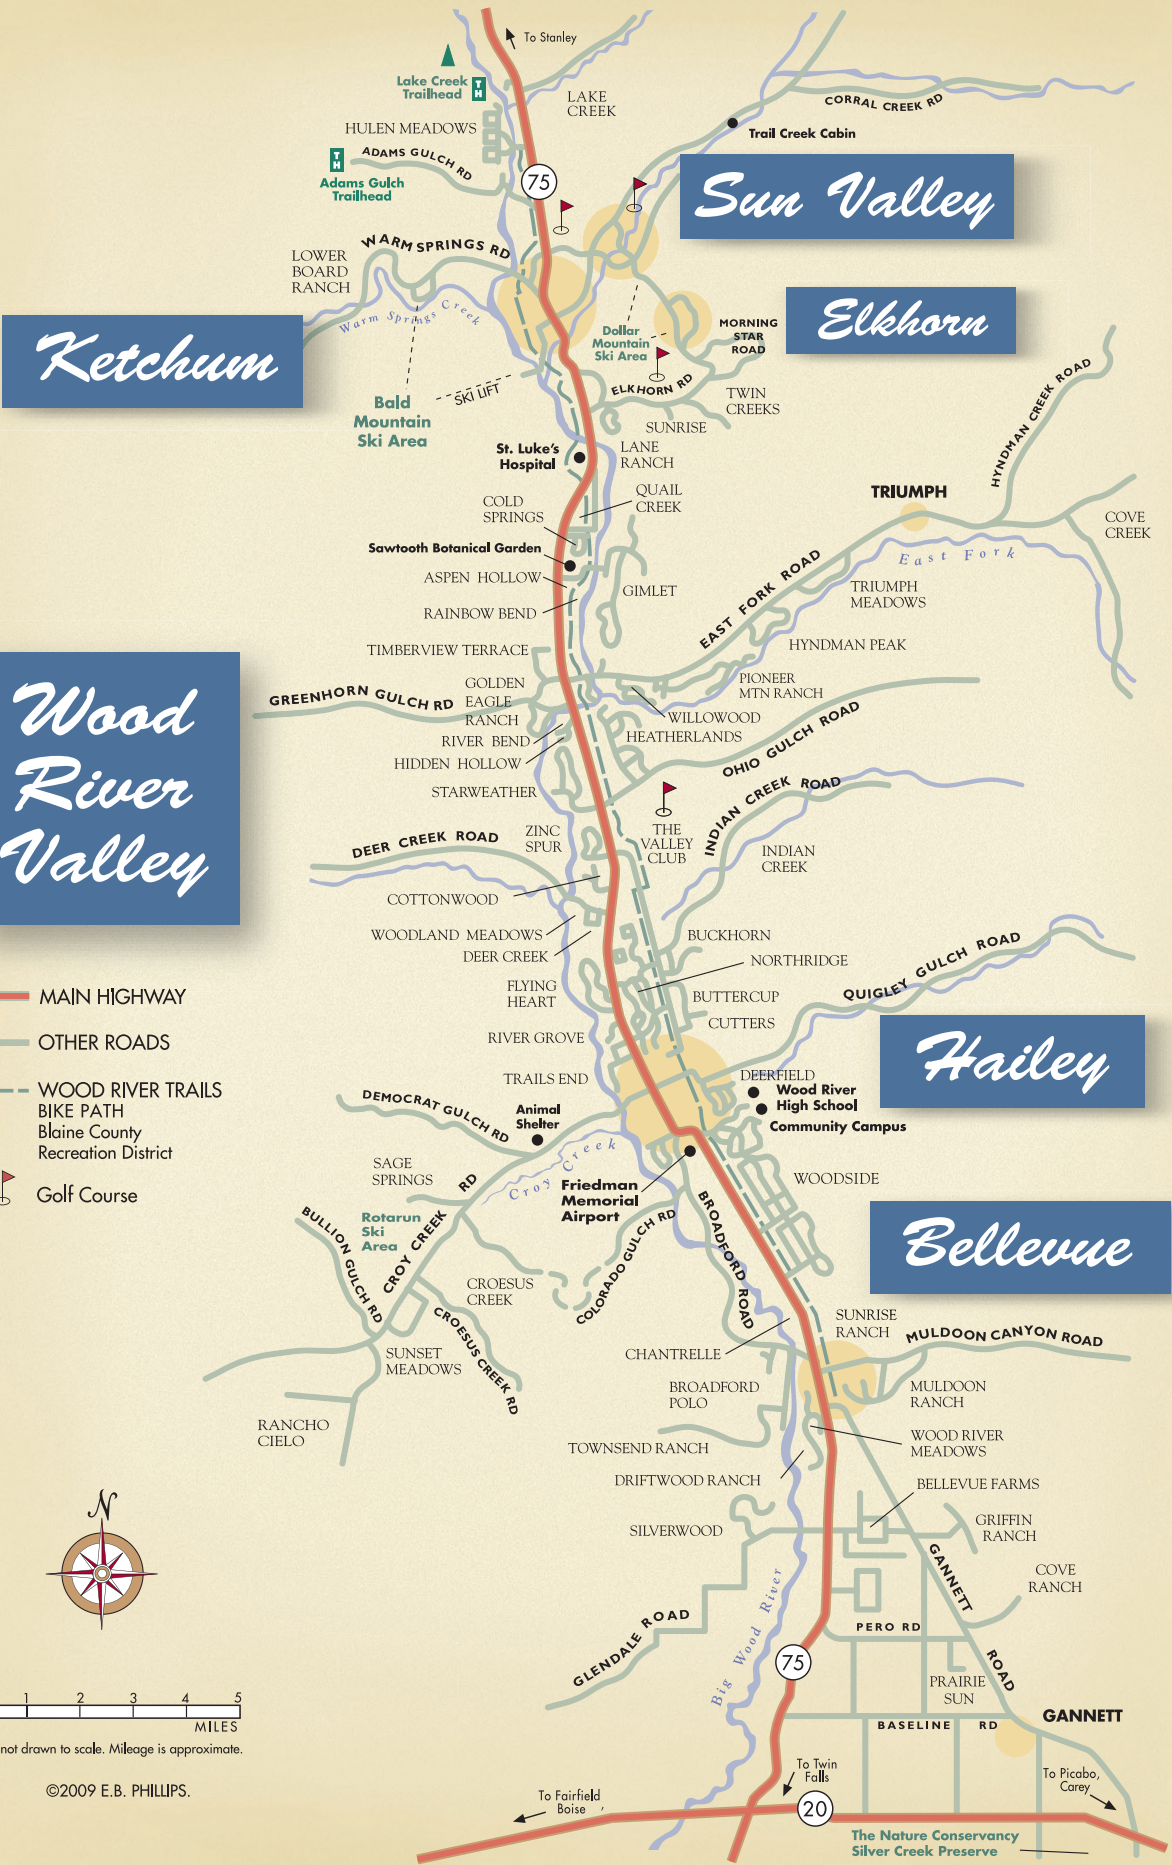 To Stanley
Lake Creek
Trailhead
T
H
LAKE
CREEK
CORRAL CREEK RD
Trail Creek Cabin
HULEN MEADOWS
ADAMS GULCH RD
T
H
Adams Gulch
Trailhead
75
Sun Valley
WARM SPRINGS RD
LOWER
BOARD
RANCH
Warm Springs Creek
Ketchum
Elkhorn
Dollar
Mountain
Ski Area
MORNING
STAR
ROAD
ELKHORN RD
TWIN
CREEKS
SUNRISE
SKI LIFT
Bald
Mountain
Ski Area
HYNDMAN CREEK ROAD
St. Luke's
Hospital
LANE
RANCH
QUAIL
CREEK
COLD
SPRINGS
TRIUMPH
COVE
CREEK
Sawtooth Botanical Garden
East Fork
ASPEN HOLLOW
GIMLET
EAST FORK ROAD
TRIUMPH
MEADOWS
RAINBOW BEND
HYNDMAN PEAK
TIMBERVIEW TERRACE
PIONEER
MTN RANCH
GREENHORN GULCH RD
GOLDEN
EAGLE
RANCH
WILLOWOOD
HEATHERLANDS
OHIO GULCH ROAD
RIVER BEND
HIDDEN HOLLOW
STARWEATHER
Wood
River
Valley
INDIAN CREEK ROAD
THE
VALLEY
CLUB
INDIAN
CREEK
ZINC
SPUR
DEER CREEK ROAD
COTTONWOOD
WOODLAND MEADOWS
DEER CREEK
BUCKHORN
NORTHRIDGE
QUIGLEY GULCH ROAD
FLYING
HEART
BUTTERCUP
CUTTERS
RIVER GROVE
Hailey
MAIN HIGHWAY
OTHER ROADS
WOOD RIVER TRAILS
BIKE PATH
Blaine County
Recreation District
Golf Course
TRAILS END
DEERFIELD
Wood River
High School
Community Campus
DEMOCRAT GULCH RD
Animal
Shelter
Croy Creek
SAGE
SPRINGS
Friedman
Memorial
Airport
WOODSIDE
Bellevue
Rotarun
Ski
Area
BULLION GULCH RD
CROY CREEK RD
COLORADO GULCH RD
BROADFORD ROAD
CROESUS
CREEK
CROESUS CREEK RD
SUNSET
MEADOWS
SUNRISE
RANCH
MULDOON CANYON ROAD
CHANTRELLE
BROADFORD
POLO
MULDOON
RANCH
RANCHO
CIELO
TOWNSEND RANCH
WOOD RIVER
MEADOWS
DRIFTWOOD RANCH
BELLEVUE FARMS
SILVERWOOD
GRIFFIN
RANCH
GANNETT ROAD
COVE
RANCH
N
Big Wood River
GLENDALE ROAD
PERO RD
75
PRAIRIE
SUN
BASELINE RD
GANNETT
1 2 3 4 5
MILES
not drawn to scale. Mileage is approximate.
©2009 E.B. PHILLIPS.
To Fairfield
Boise
To Twin
Falls
20
To Picabo,
Carey
The Nature Conservancy
Silver Creek Preserve